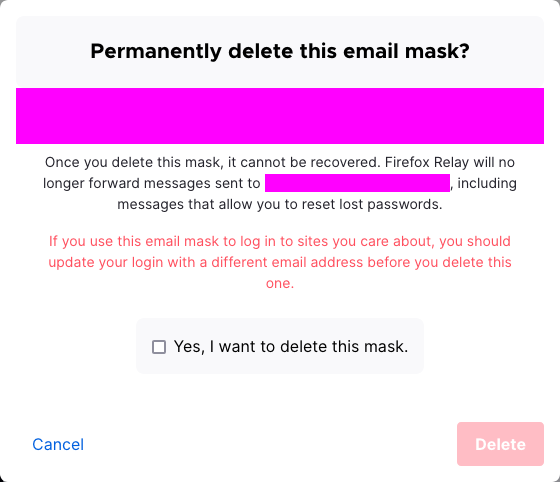 Permanently delete this email mask?
Once you delete this mask, it cannot be recovered. Firefox Relay will no
longer forward messages sent to , including
messages that allow you to reset lost passwords.
If you use this email mask to log in to sites you care about, you should
update your login with a different email address before you delete this
one.
Yes, I want to delete this mask.
Cancel
Delete